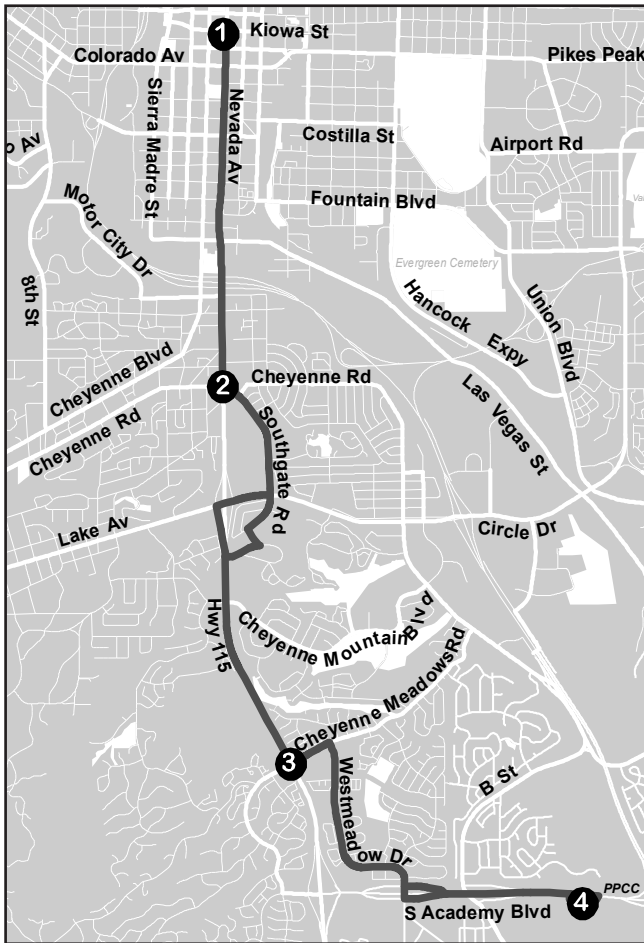 1
Kiowa St
Colorado Av
Pikes Peak
Sierra Madre St
Nevada Av
Costilla St
Airport Rd
o Av
Motor City Dr
Fountain Blvd
Va
8th St
Evergreen Cemetery
Hancock Expy
Union Blvd
Cheyenne Blvd
2
Cheyenne Rd
Cheyenne Rd
Las Vegas St
Southgate Rd
Lake Av
Circle Dr
Hwy 115
Cheyenne Mountain Blvd
Cheyenne Meadows Rd
3
Westmeadow Dr
B St
PPCC
4
S Academy Blvd